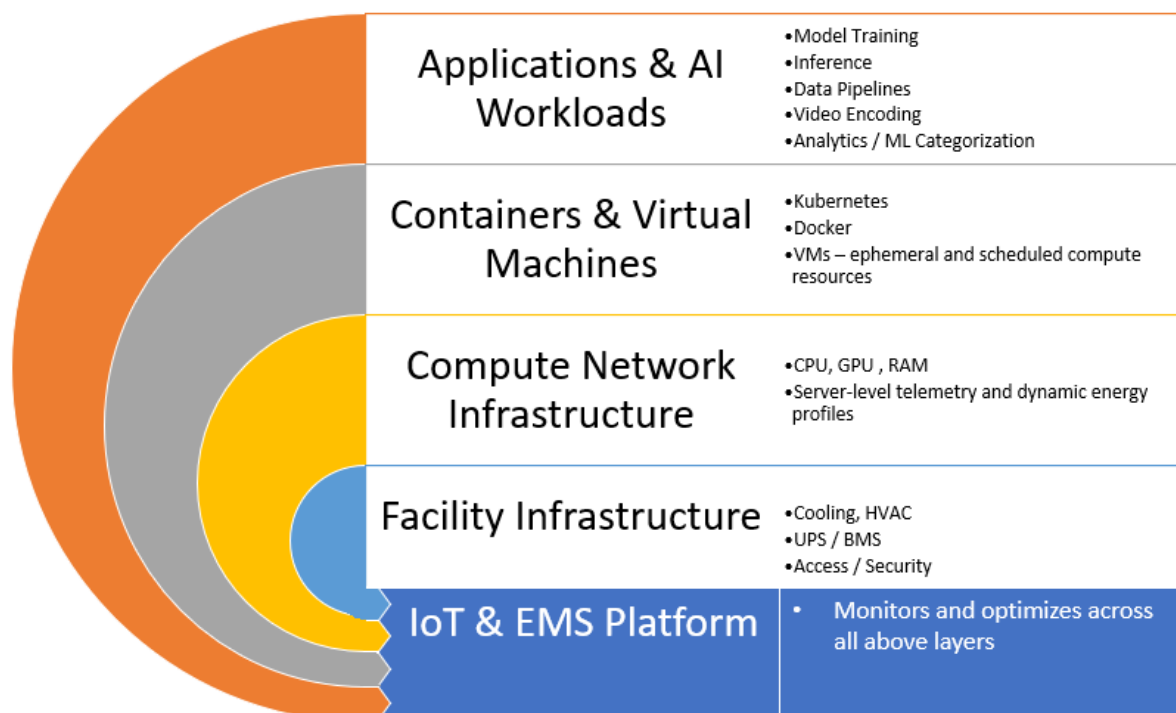 Applications & AI
Workloads
•Model Training
•Inference
•Data Pipelines
•Video Encoding
•Analytics / ML Categorization
Containers & Virtual
Machines
•Kubernetes
•Docker
•VMs – ephemeral and scheduled compute
resources
Compute Network
Infrastructure
•CPU, GPU , RAM
•Server-level telemetry and dynamic energy
profiles
Facility Infrastructure
•Cooling, HVAC
•UPS / BMS
•Access / Security
IoT & EMS Platform
• Monitors and optimizes across
all above layers